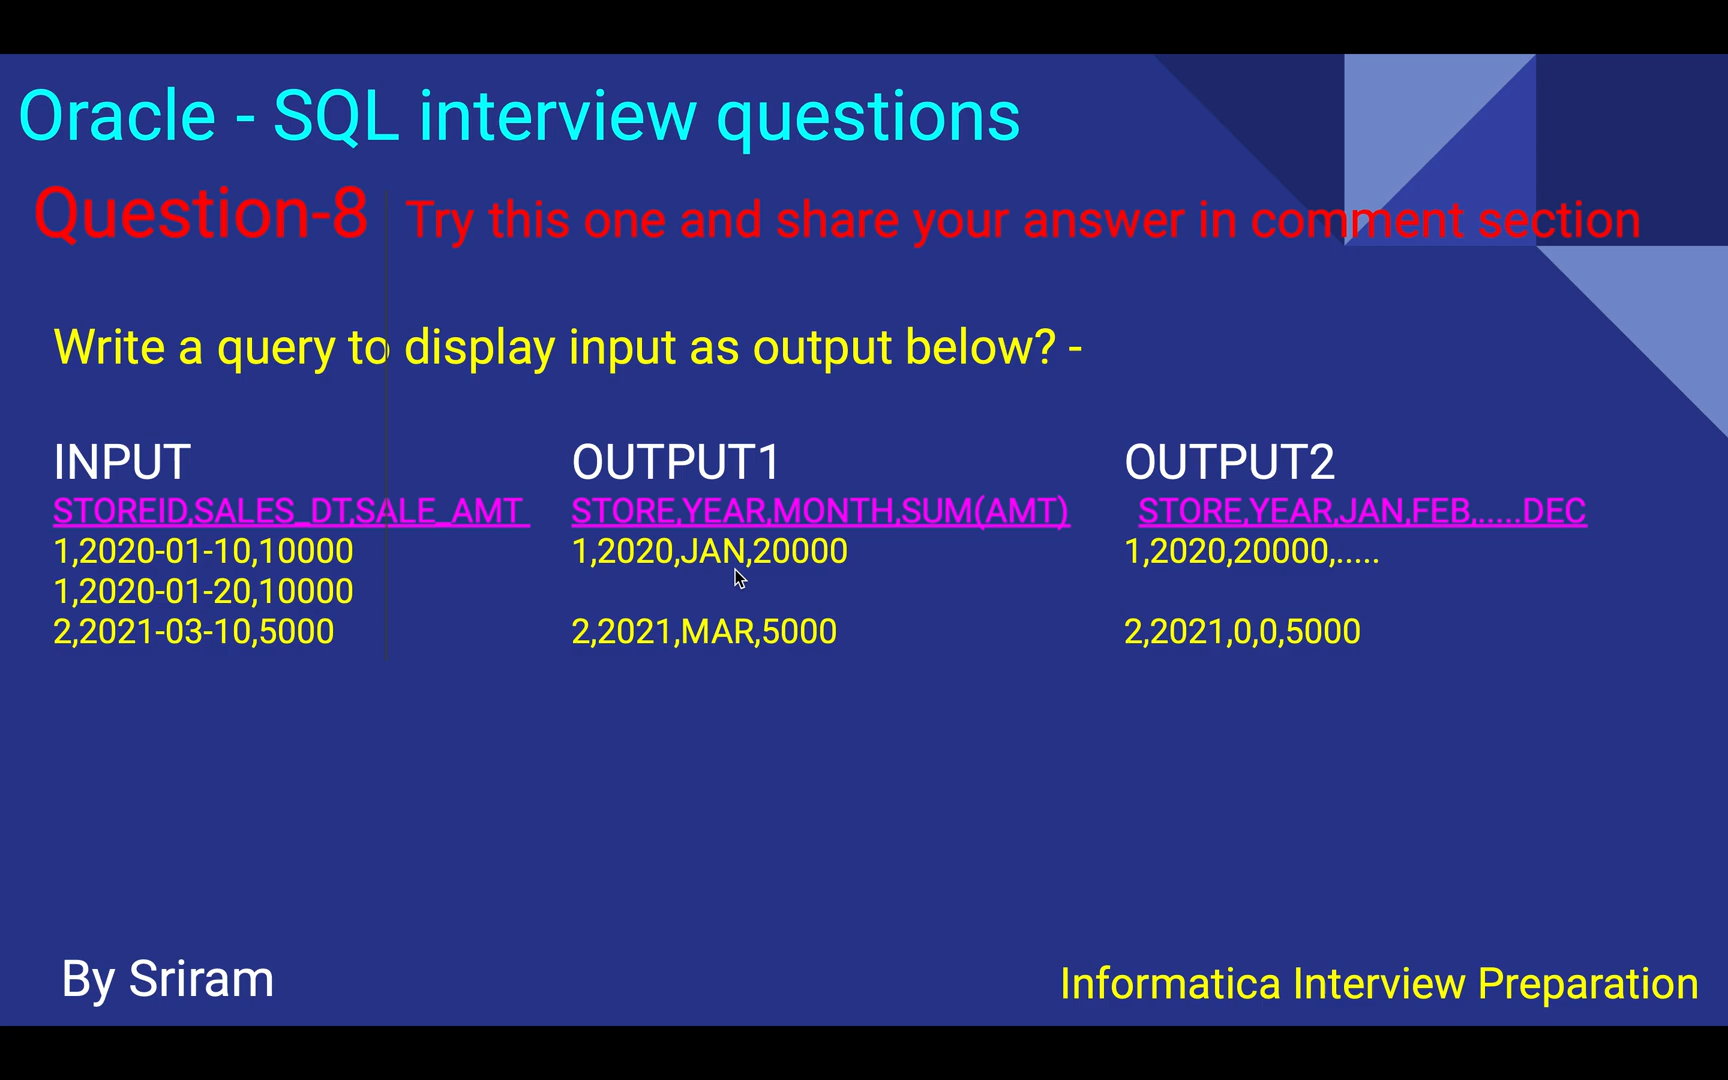 Oracle - SQL interview questions
Question-8 Try this one and share your answer in comment section
Write a query to display input as output below? -
INPUT OUTPUT1 OUTPUT2
STOREID,SALES_DT,SALE_AMT STORE,YEAR,MONTH,SUM(AMT) STORE,YEAR,JAN,FEB,.....DEC
1,2020-01-10,10000 1,2020,JAN,20000 1,2020,20000,.....
1,2020-01-20,10000
2,2021-03-10,5000 2,2021,MAR,5000 2,2021,0,0,5000
By Sriram Informatica Interview Preparation